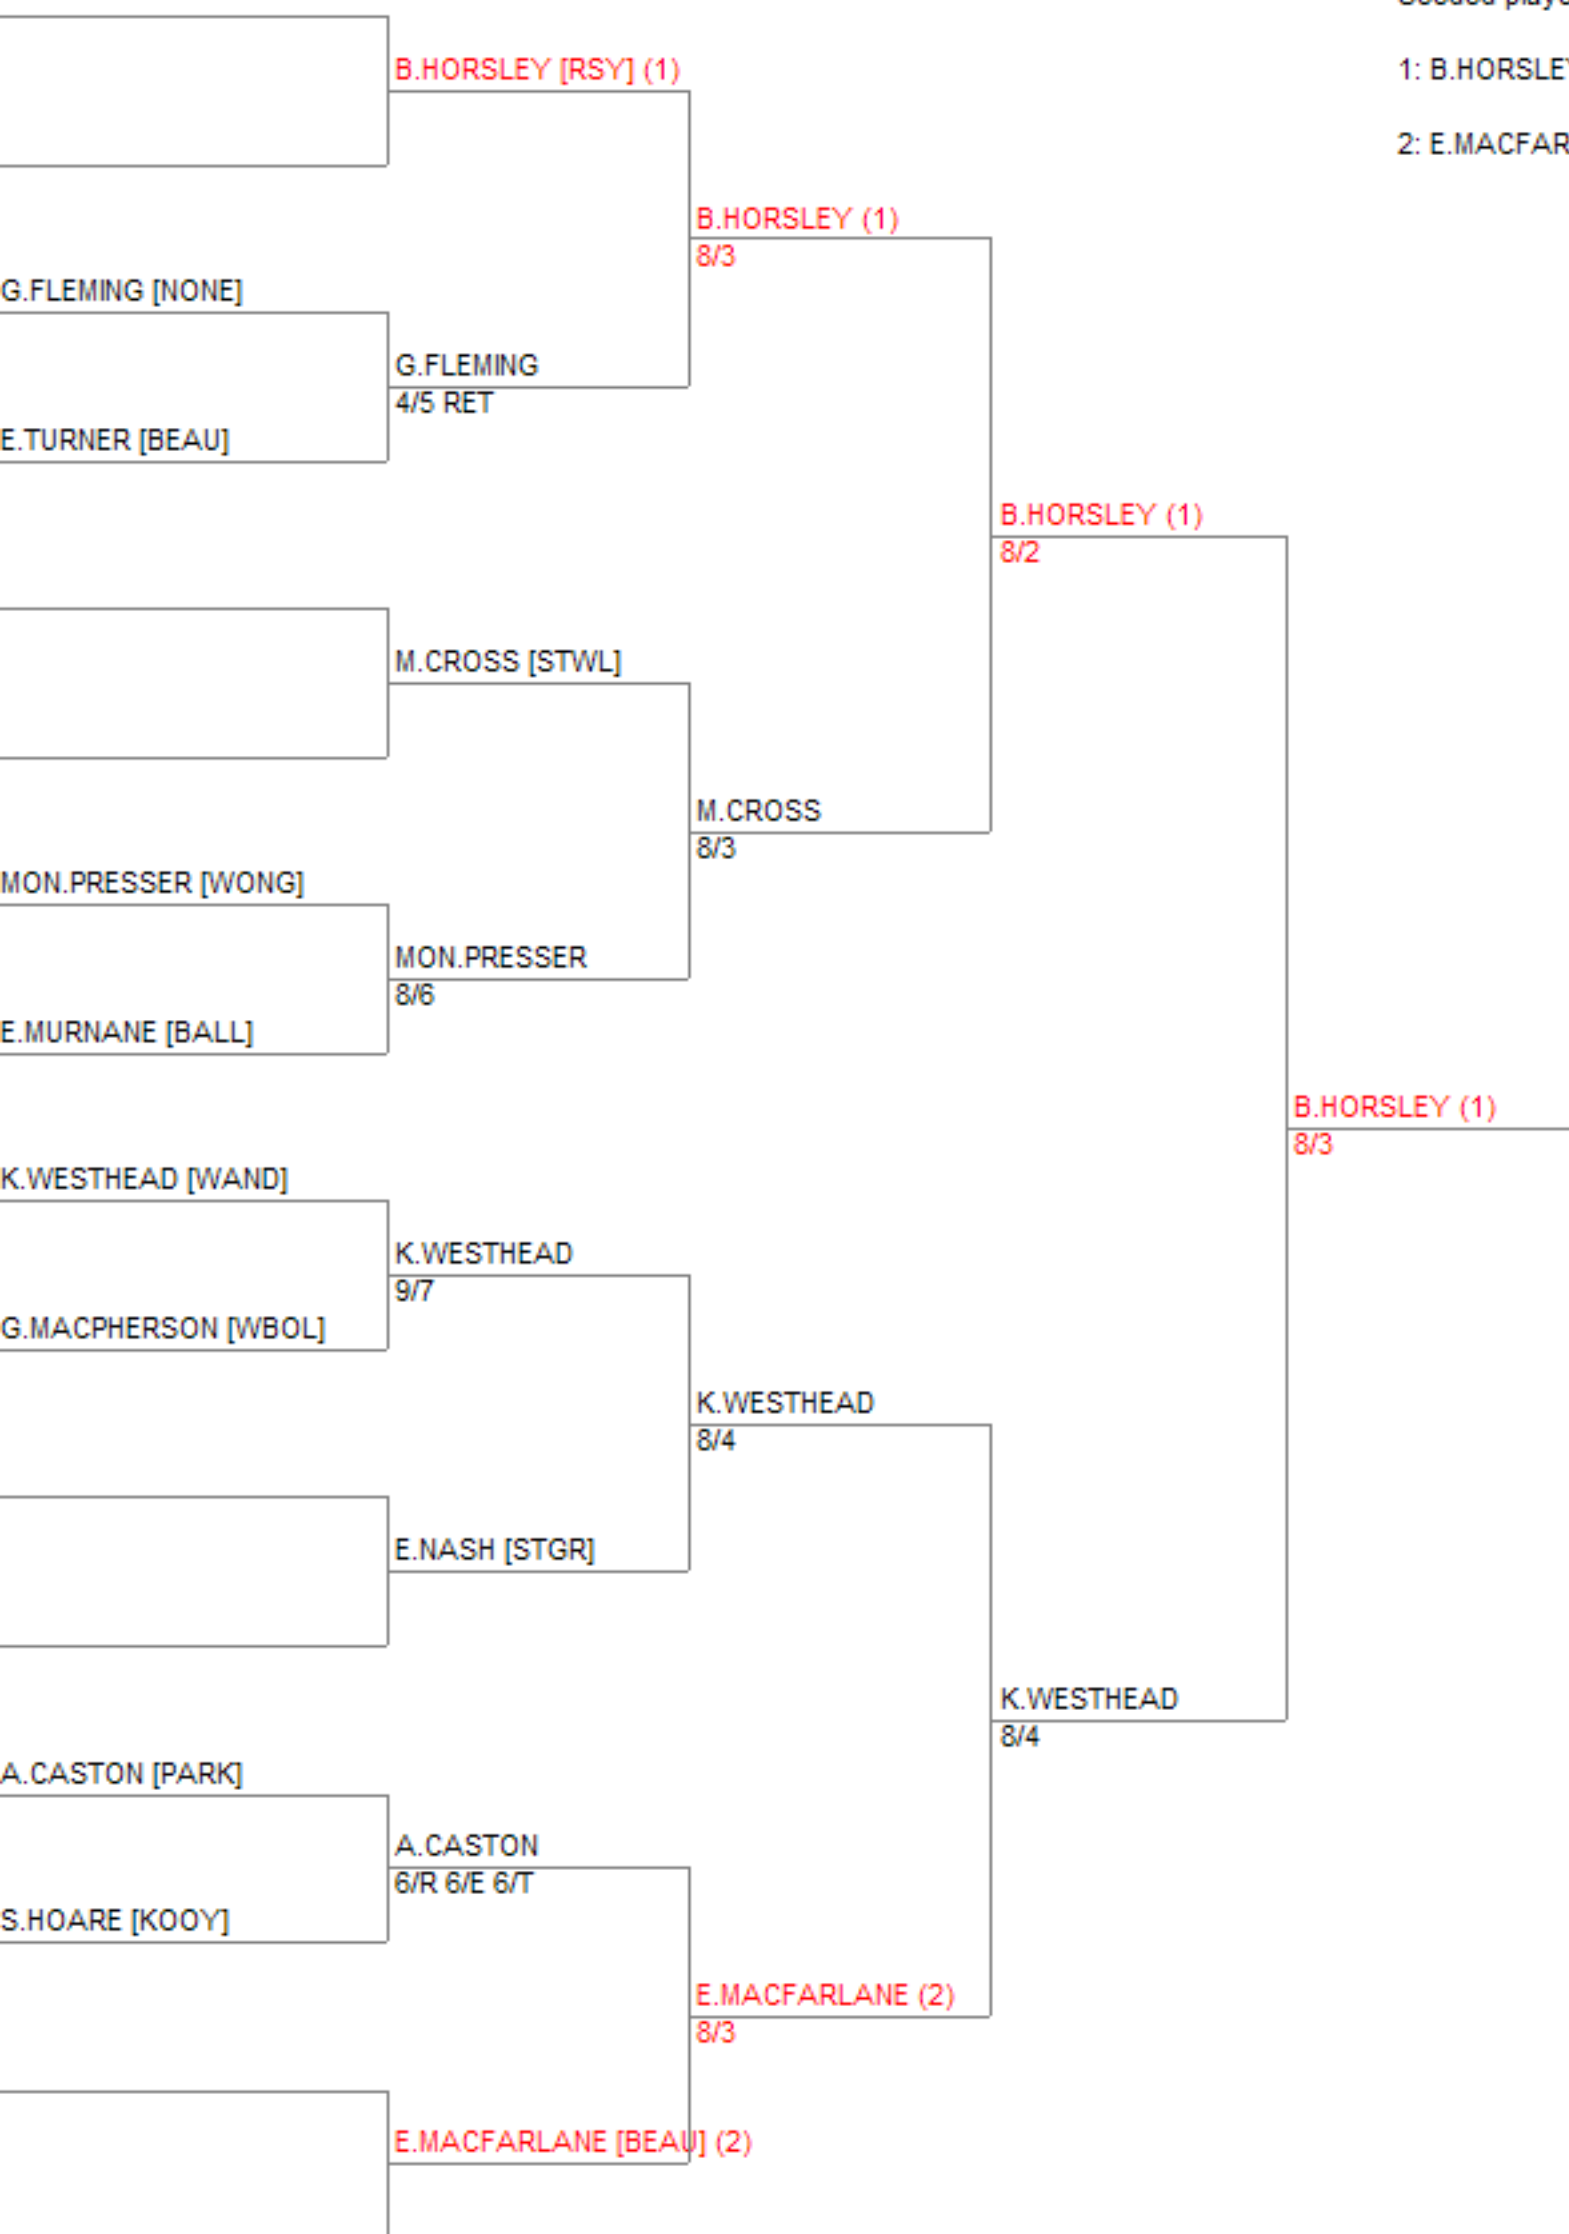 B.HORSLEY [RSY] (1)
1: B.HORSLEY
2: E.MACFAR
B.HORSLEY (1)
8/3
G.FLEMING [NONE]
G.FLEMING
4/5 RET
E.TURNER [BEAU]
B.HORSLEY (1)
8/2
M.CROSS [STWL]
M.CROSS
8/3
MON.PRESSER [WONG]
MON.PRESSER
8/6
E.MURNANE [BALL]
B.HORSLEY (1)
8/3
K.WESTHEAD [WAND]
K.WESTHEAD
9/7
G.MACPHERSON [WBOL]
K.WESTHEAD
8/4
E.NASH [STGR]
K.WESTHEAD
8/4
A.CASTON [PARK]
A.CASTON
6/R 6/E 6/T
S.HOARE [KOOY]
E.MACFARLANE (2)
8/3
E.MACFARLANE [BEAU] (2)